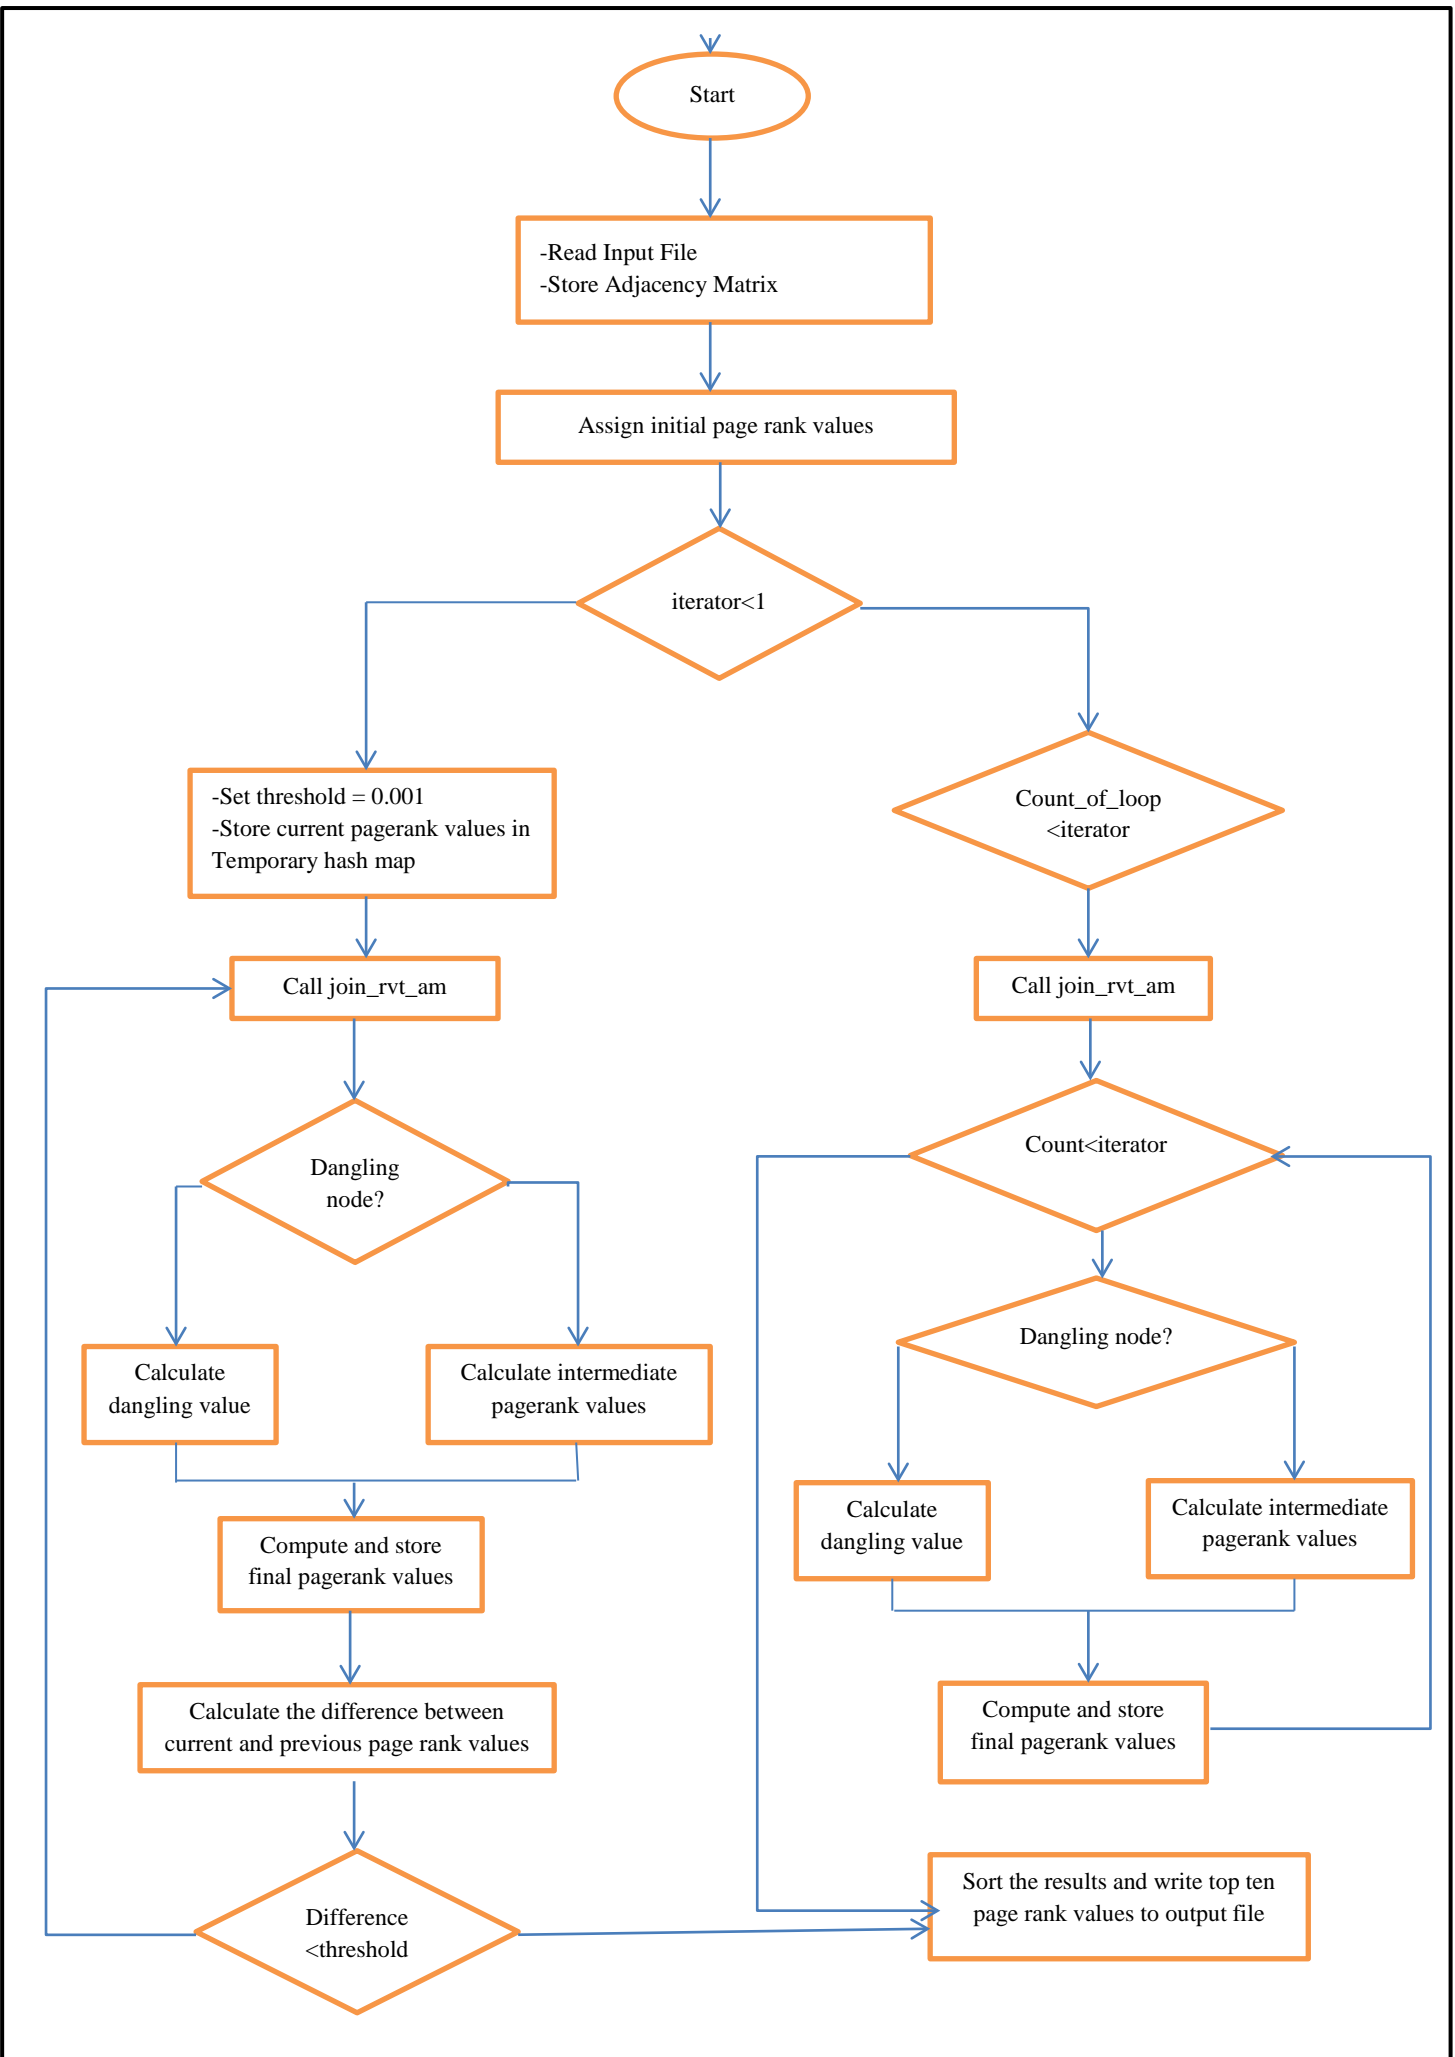 Start
-Read Input File
-Store Adjacency Matrix
Assign initial page rank values
iterator<1
-Set threshold = 0.001
-Store current pagerank values in
Temporary hash map
Count_of_loop
<iterator
Call join_rvt_am
Call join_rvt_am
Dangling
node?
Count<iterator
Dangling node?
Calculate
dangling value
Calculate intermediate
pagerank values
Calculate
dangling value
Calculate intermediate
pagerank values
Compute and store
final pagerank values
Calculate the difference between
current and previous page rank values
Compute and store
final pagerank values
Difference
<threshold
Sort the results and write top ten
page rank values to output file